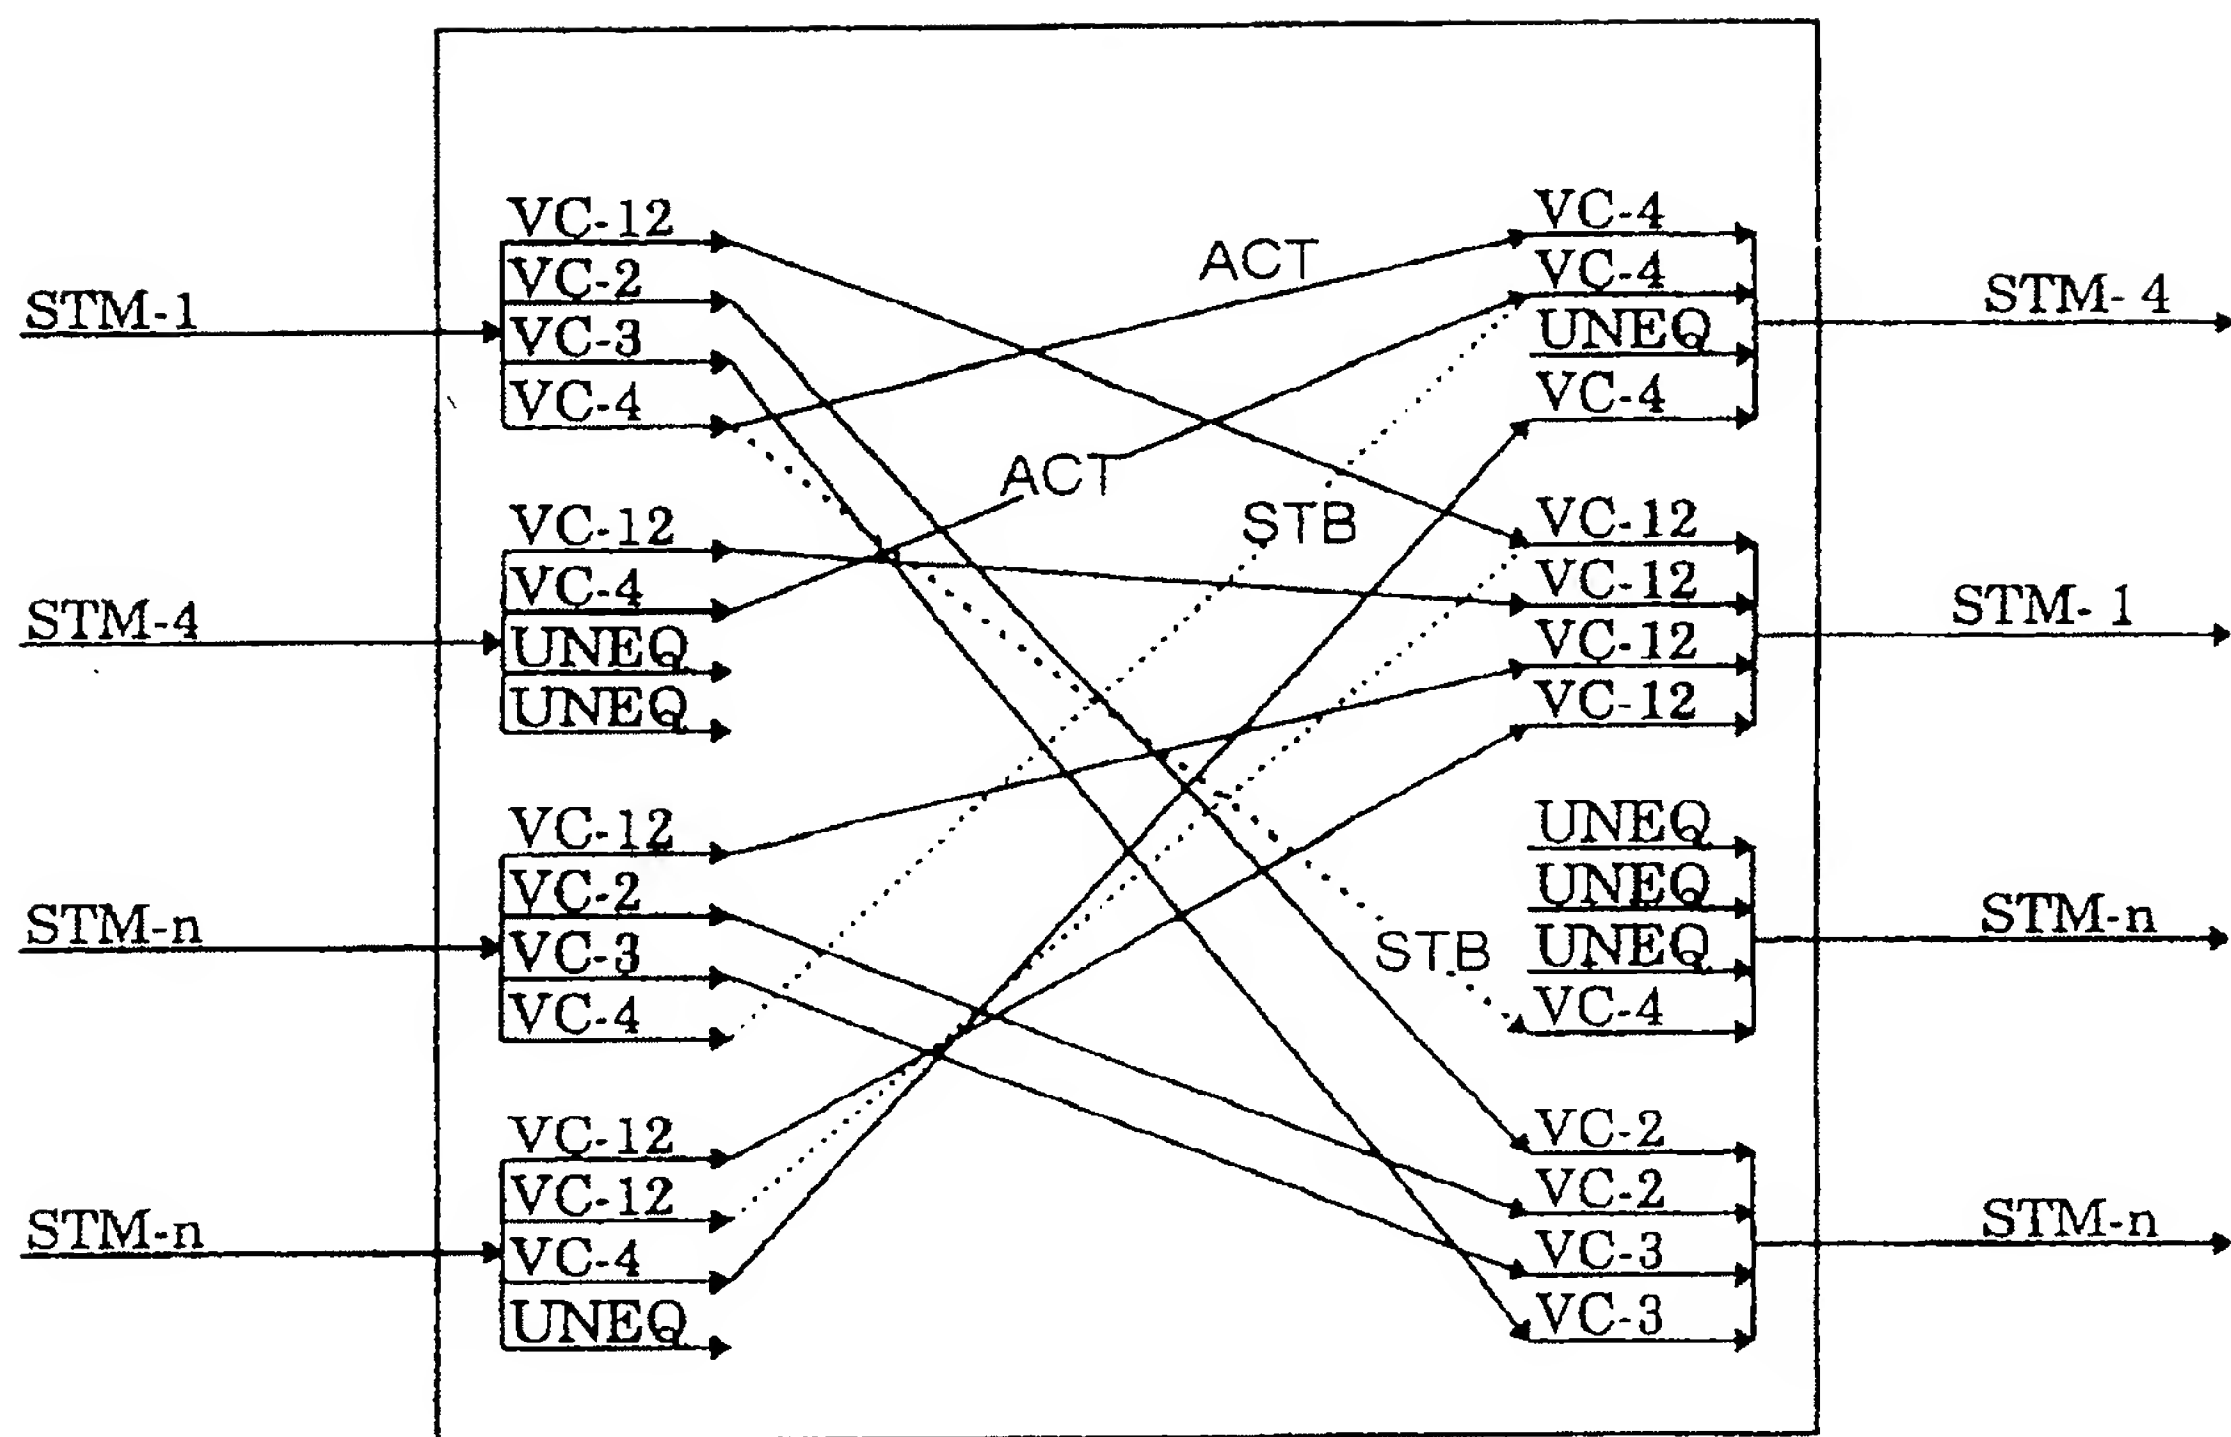 STM-1
VC-12
VC-2
VC-3
VC-4
STM-4
VC-12
VC-4
UNEQ
UNEQ
STM-n
VC-12
VC-2
VC-3
VC-4
STM-n
VC-12
VC-12
VC-4
UNEQ
ACT
ACT
STB
STB
VC-4
VC-4
UNEQ
VC-4
STM- 4
VC-12
VC-12
VC-12
VC-12
STM- 1
UNEQ
UNEQ
UNEQ
VC-4
STM-n
VC-2
VC-2
VC-3
VC-3
STM-n